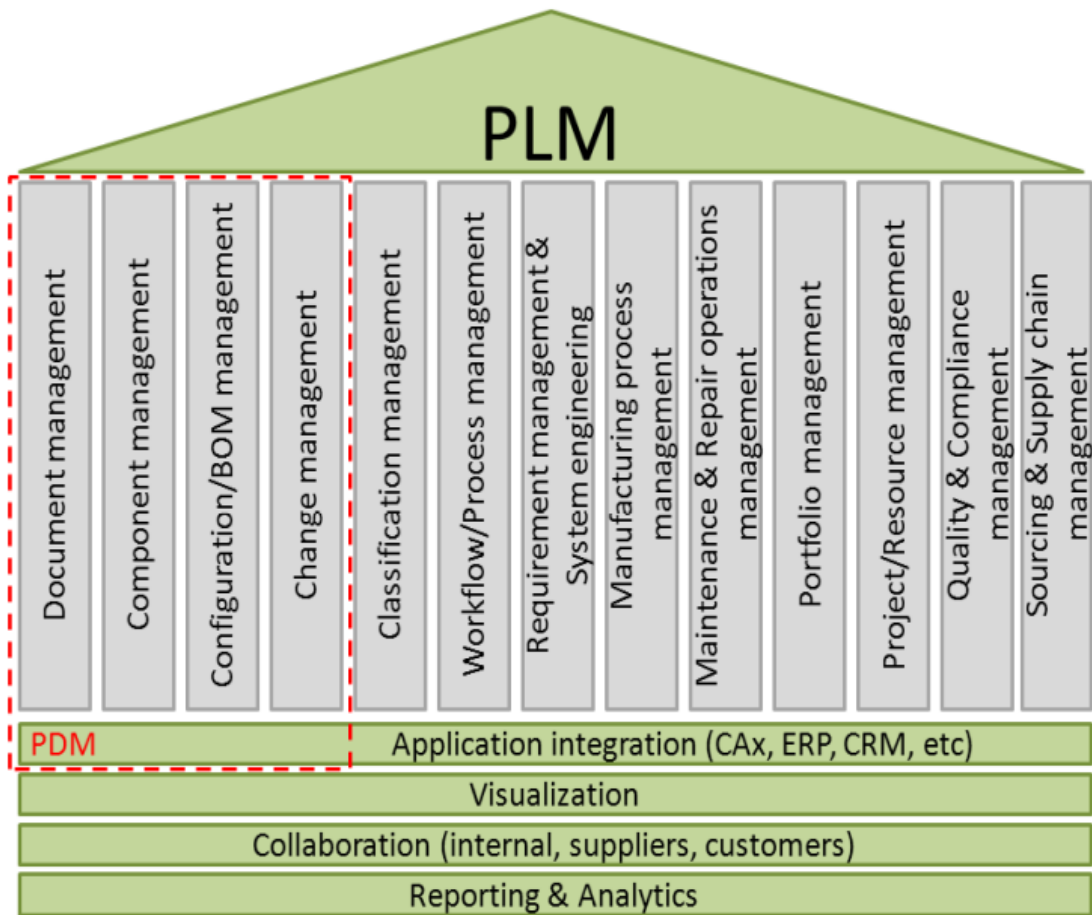 PLM
Document management
Component management
Configuration/BOM management
Change management
Classification management
Workflow/Process management
Requirement management &
System engineering
Manufacturing process
management
Maintenance & Repair operations
management
Portfolio management
Project/Resource management
Quality & Compliance
management
Sourcing & Supply chain
management
PDM
Application integration (CAx, ERP, CRM, etc)
Visualization
Collaboration (internal, suppliers, customers)
Reporting & Analytics